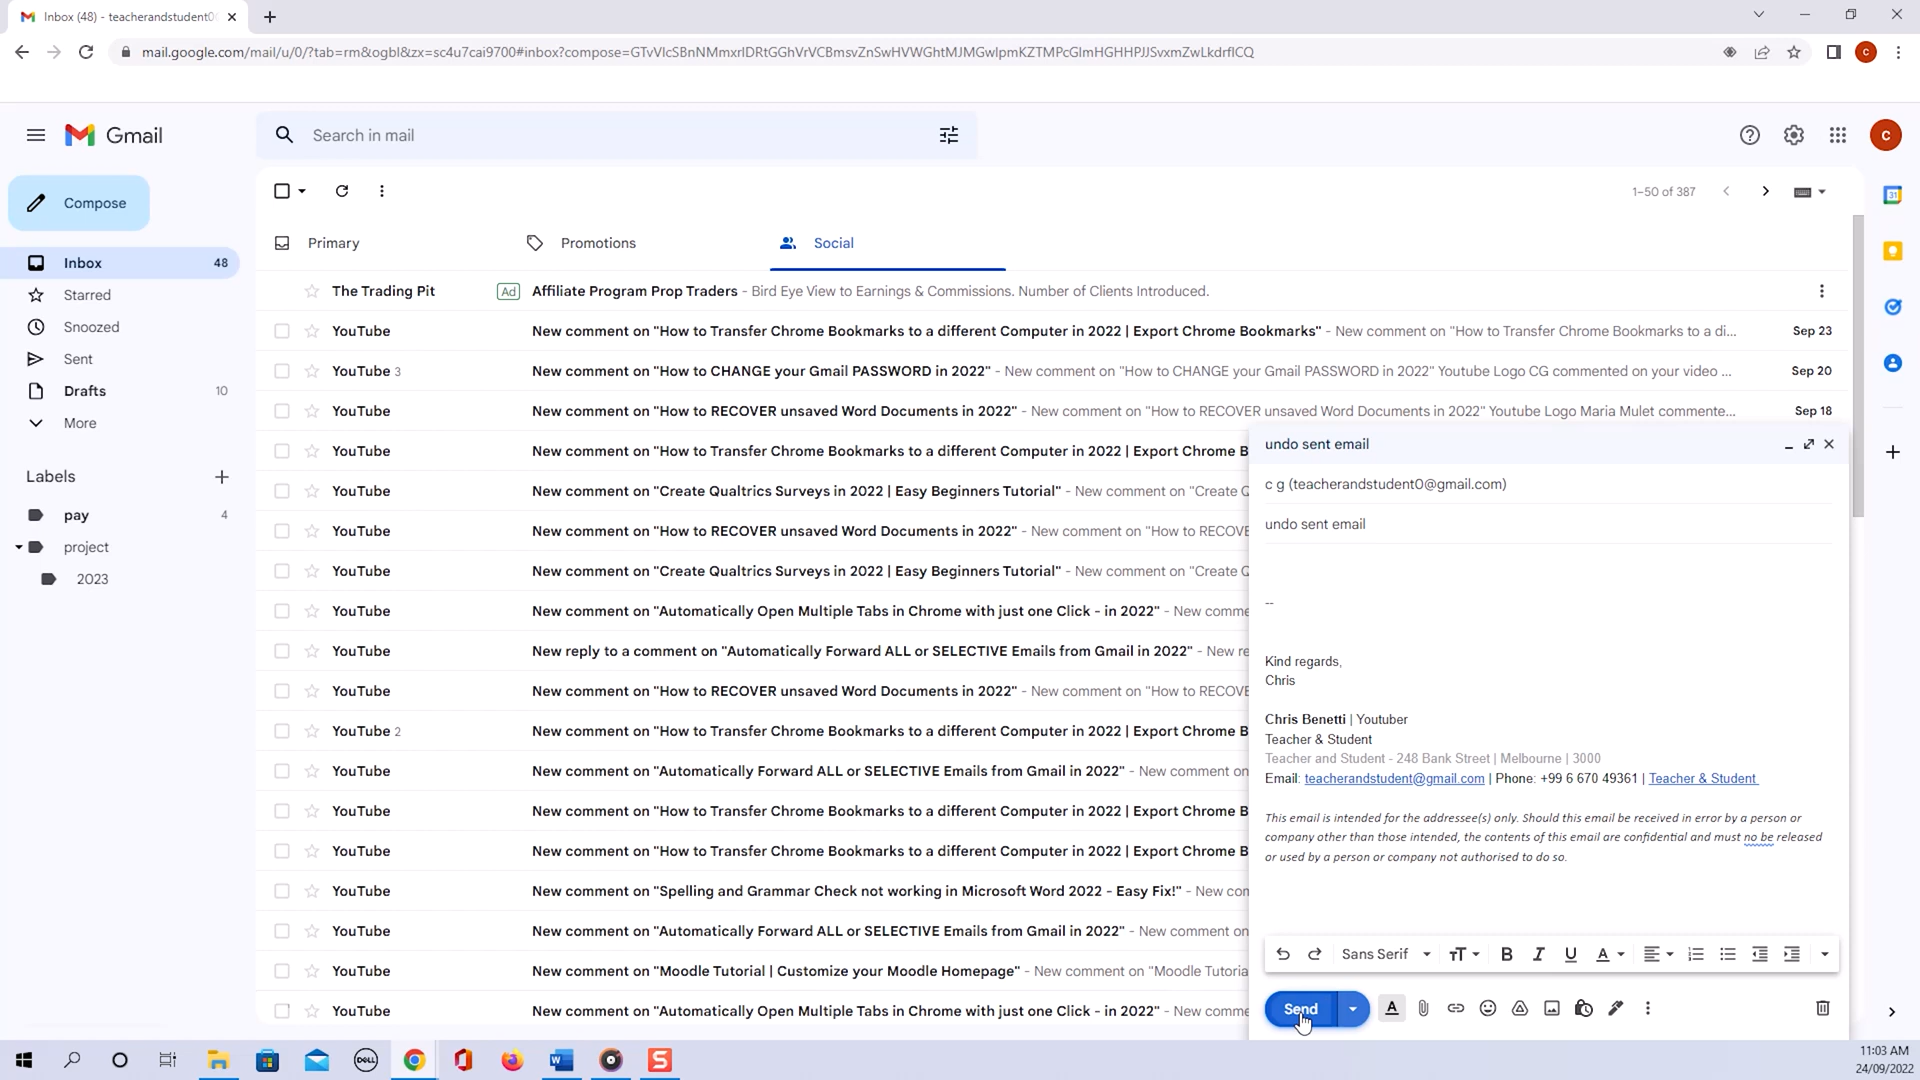 Inbox (48) - teacherandstudent0
mail.google.com/mail/u/0/?tab=rm&ogbl&zx=sc4u7cai9700#inbox?compose=
C
Gmail
Search in mail
C
Compose
1–50 of 387
31
Primary
Promotions
Social
Inbox 48
Starred
Snoozed
Sent
Drafts 10
More
Labels
pay 4
project
2023
The Trading Pit Ad Affiliate Program Prop Traders - Bird Eye View to Earnings & Commissions. Number of Clients Introduced.
YouTube New comment on "How to Transfer Chrome Bookmarks to a different Computer in 2022 | Export Chrome Bookmarks" - New comment on "How to Transfer Chrome Bookmarks to a di... Sep 23
YouTube 3 New comment on "How to CHANGE your Gmail PASSWORD in 2022" - New comment on "How to CHANGE your Gmail PASSWORD in 2022" Youtube Logo CG commented on your video ... Sep 20
YouTube New comment on "How to RECOVER unsaved Word Documents in 2022" - New comment on "How to RECOVER unsaved Word Documents in 2022" Youtube Logo Maria Mulet commente... Sep 18
YouTube New comment on "How to Transfer Chrome Bookmarks to a different Computer in 2022 | Export Chrome B
YouTube New comment on "Create Qualtrics Surveys in 2022 | Easy Beginners Tutorial" - New comment on "Create Q
YouTube New comment on "How to RECOVER unsaved Word Documents in 2022" - New comment on "How to RECOVE
YouTube New comment on "Create Qualtrics Surveys in 2022 | Easy Beginners Tutorial" - New comment on "Create Q
YouTube New comment on "Automatically Open Multiple Tabs in Chrome with just one Click - in 2022" - New comme
YouTube New reply to a comment on "Automatically Forward ALL or SELECTIVE Emails from Gmail in 2022" - New re
YouTube New comment on "How to RECOVER unsaved Word Documents in 2022" - New comment on "How to RECOV
YouTube 2 New comment on "How to Transfer Chrome Bookmarks to a different Computer in 2022 | Export Chrome B
YouTube New comment on "Automatically Forward ALL or SELECTIVE Emails from Gmail in 2022" - New comment on
YouTube New comment on "How to Transfer Chrome Bookmarks to a different Computer in 2022 | Export Chrome B
YouTube New comment on "How to Transfer Chrome Bookmarks to a different Computer in 2022 | Export Chrome B
YouTube New comment on "Spelling and Grammar Check not working in Microsoft Word 2022 - Easy Fix!" - New con
YouTube New comment on "Automatically Forward ALL or SELECTIVE Emails from Gmail in 2022" - New comment on
YouTube New comment on "Moodle Tutorial | Customize your Moodle Homepage" - New comment on "Moodle Tutoria
YouTube New comment on "Automatically Open Multiple Tabs in Chrome with just one Click - in 2022" - New comme
undo sent email
c g (teacherandstudent0@gmail.com)
undo sent email
--
Kind regards,
Chris
Chris Benetti | Youtuber
Teacher & Student
Teacher and Student - 248 Bank Street | Melbourne | 3000
Email: teacherandstudent@gmail.com | Phone: +99 6 670 49361 | Teacher & Student
This email is intended for the addressee(s) only. Should this email be received in error by a person or
company other than those intended, the contents of this email are confidential and must no be released
or used by a person or company not authorised to do so.
Sans Serif TT B I U A
Send A
DELL
W
S
11:03 AM
24/09/2022